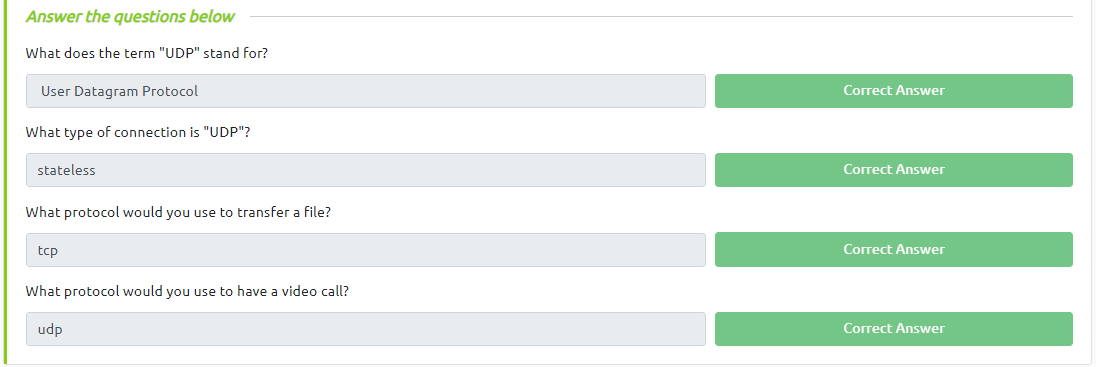 Answer the questions below
What does the term "UDP" stand for?
User Datagram Protocol
Correct Answer
What type of connection is "UDP"?
stateless
Correct Answer
What protocol would you use to transfer a file?
tcp
Correct Answer
What protocol would you use to have a video call?
udp
Correct Answer